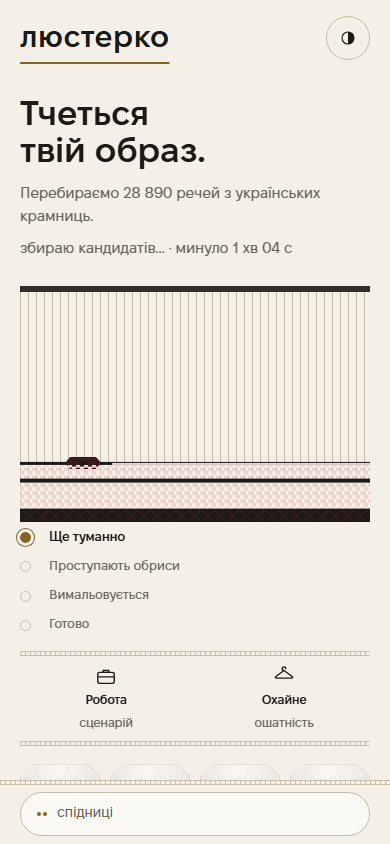 люстерко
Тчеться
твій образ.
Перебираємо 28 890 речей з українських
крамниць.
збираю кандидатів... · минуло 1 хв 04 с
Ще туманно
Проступають обриси
Вимальовується
Готово
Робота
Охайне
сценарій
ошатність
спідниці